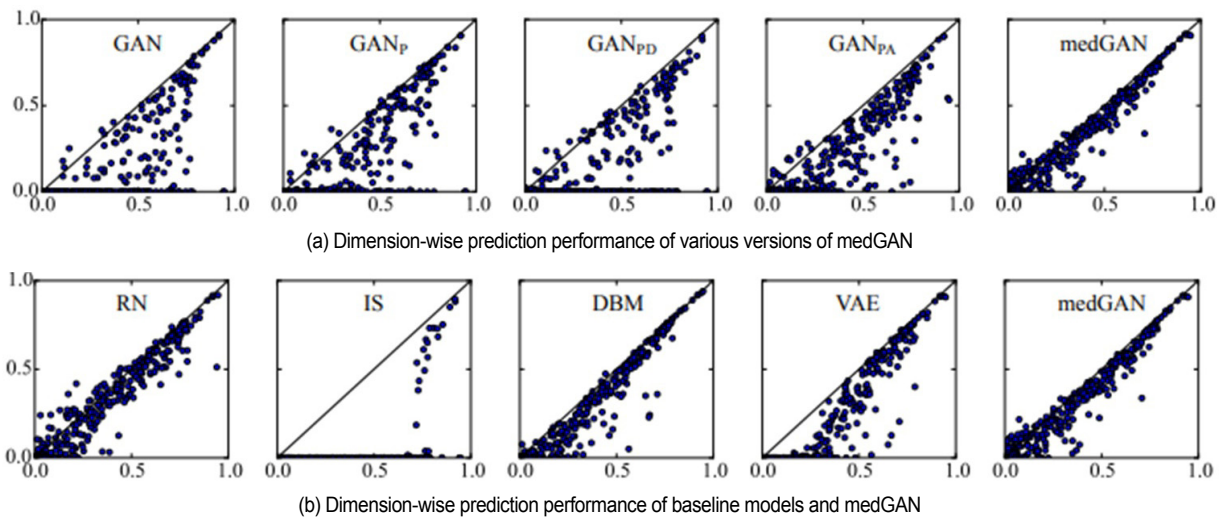 1.0
GAN GAN_P GAN_PD GAN_PA medGAN
0.5
0.0
0.0 0.5 1.0 0.0 0.5 1.0 0.0 0.5 1.0 0.0 0.5 1.0 0.0 0.5 1.0
(a) Dimension-wise prediction performance of various versions of medGAN
1.0
RN IS DBM VAE medGAN
0.5
0.0
0.0 0.5 1.0 0.0 0.5 1.0 0.0 0.5 1.0 0.0 0.5 1.0 0.0 0.5 1.0
(b) Dimension-wise prediction performance of baseline models and medGAN